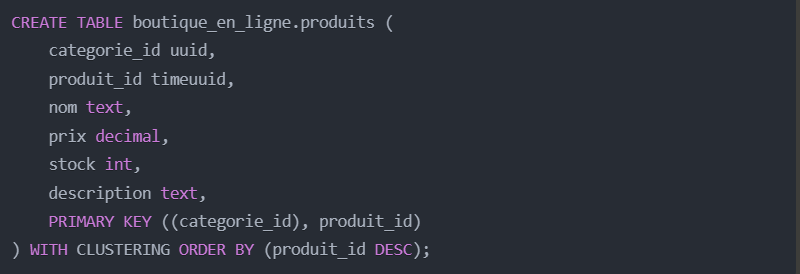 CREATE TABLE boutique_en_ligne.produits (
    categorie_id uuid,
    produit_id timeuuid,
    nom text,
    prix decimal,
    stock int,
    description text,
    PRIMARY KEY ((categorie_id), produit_id)
) WITH CLUSTERING ORDER BY (produit_id DESC);